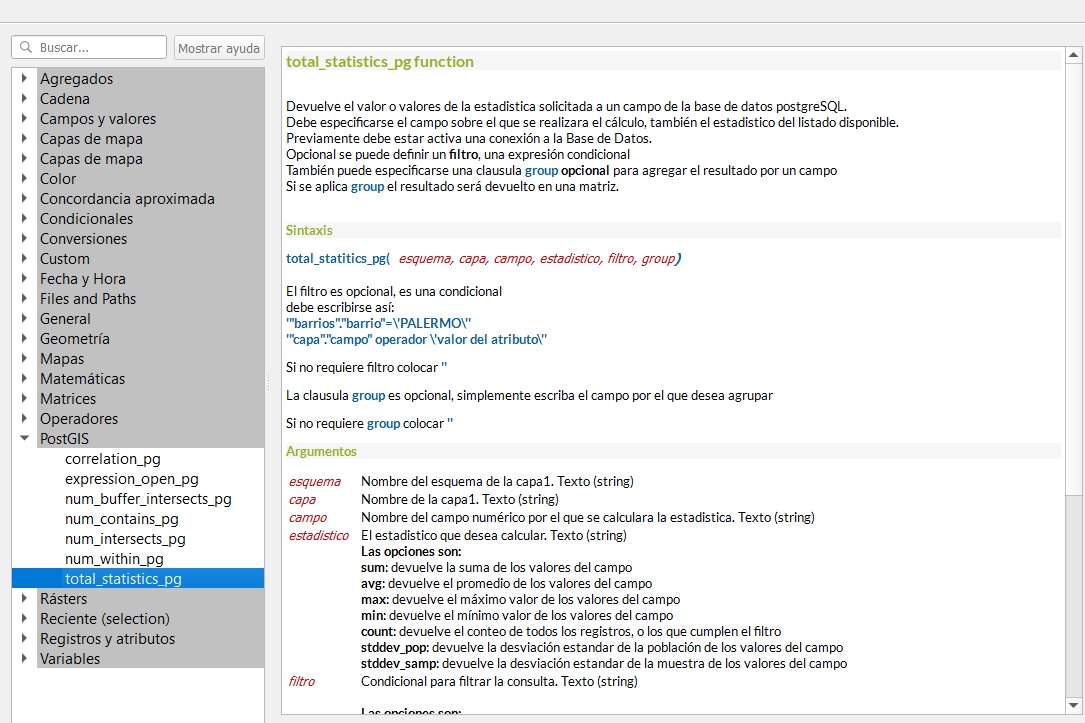 Buscar...
Mostrar ayuda
Agregados
Cadena
Campos y valores
Capas de mapa
Capas de mapa
Color
Concordancia aproximada
Condicionales
Conversiones
Custom
Fecha y Hora
Files and Paths
General
Geometría
Mapas
Matemáticas
Matrices
Operadores
PostGIS
correlation_pg
expression_open_pg
num_buffer_intersects_pg
num_contains_pg
num_intersects_pg
num_within_pg
total_statistics_pg
Rásters
Reciente (selection)
Registros y atributos
Variables
total_statistics_pg function
Devuelve el valor o valores de la estadistica solicitada a un campo de la base de datos postgreSQL.
Debe especificarse el campo sobre el que se realizara el cálculo, también el estadistico del listado disponible.
Previamente debe estar activa una conexión a la Base de Datos.
Opcional se puede definir un filtro, una expresión condicional
También puede especificarse una clausula group opcional para agregar el resultado por un campo
Si se aplica group el resultado será devuelto en una matriz.
Sintaxis
total_statitics_pg( esquema, capa, campo, estadistico, filtro, group)
El filtro es opcional, es una condicional
debe escribirse así:
'"barrios"."barrio"=\'PALERMO\''
'"capa"."campo" operador \'valor del atributo\''
Si no requiere filtro colocar ''
La clausula group es opcional, simplemente escriba el campo por el que desea agrupar
Si no requiere group colocar ''
Argumentos
esquema Nombre del esquema de la capa1. Texto (string)
capa Nombre de la capa1. Texto (string)
campo Nombre del campo numérico por el que se calculara la estadistica. Texto (string)
estadistico El estadistico que desea calcular. Texto (string)
Las opciones son:
sum: devuelve la suma de los valores del campo
avg: devuelve el promedio de los valores del campo
max: devuelve el máximo valor de los valores del campo
min: devuelve el mínimo valor de los valores del campo
count: devuelve el conteo de todos los registros, o los que cumplen el filtro
stddev_pop: devuelve la desviación estandar de la población de los valores del campo
stddev_samp: devuelve la desviación estandar de la muestra de los valores del campo
filtro Condicional para filtrar la consulta. Texto (string)
Las opciones son: